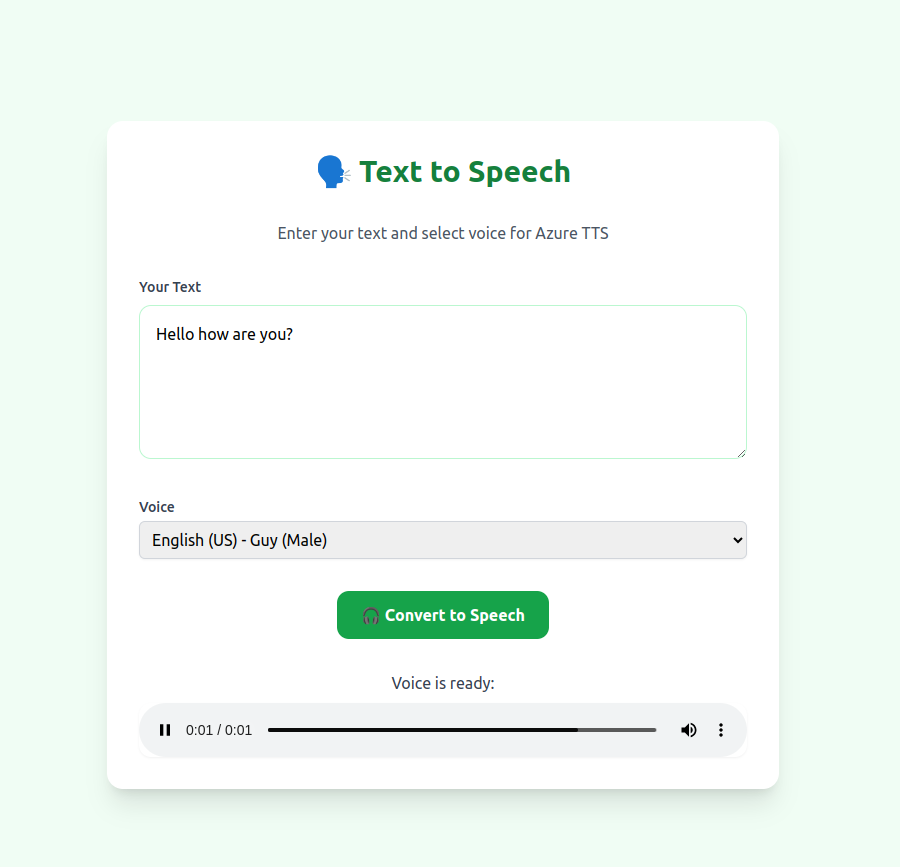 🗣️ Text to Speech
Enter your text and select voice for Azure TTS
Your Text
Hello how are you?
Voice
English (US) - Guy (Male)
🎧 Convert to Speech
Voice is ready:
0:01 / 0:01